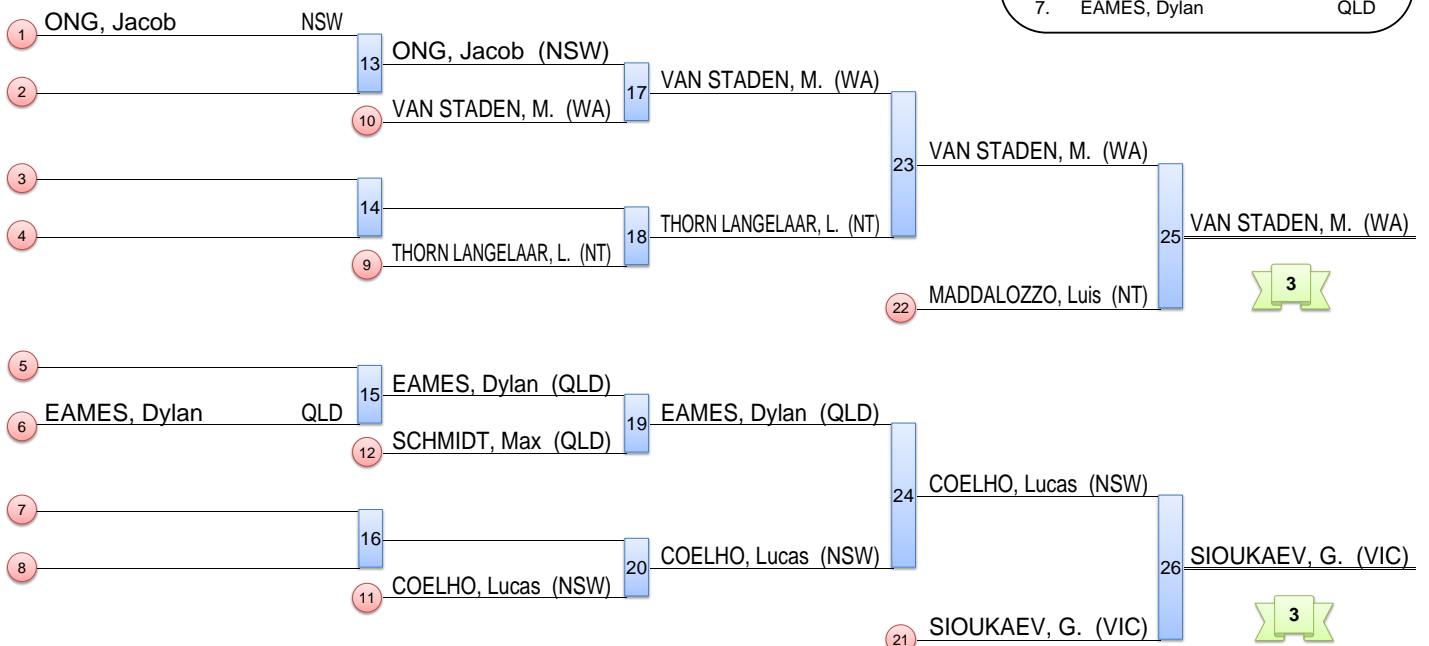 7. EAMES, Dylan QLD
1 ONG, Jacob NSW
13 ONG, Jacob (NSW)
2
10 VAN STADEN, M. (WA)
17 VAN STADEN, M. (WA)
3
14
4
9 THORN LANGELAAR, L. (NT)
18 THORN LANGELAAR, L. (NT)
23 VAN STADEN, M. (WA)
22 MADDALOZZO, Luis (NT)
25 VAN STADEN, M. (WA)
3
5
15 EAMES, Dylan (QLD)
6 EAMES, Dylan QLD
12 SCHMIDT, Max (QLD)
19 EAMES, Dylan (QLD)
7
16
8
11 COELHO, Lucas (NSW)
20 COELHO, Lucas (NSW)
24 COELHO, Lucas (NSW)
21 SIOUKAEV, G. (VIC)
26 SIOUKAEV, G. (VIC)
3